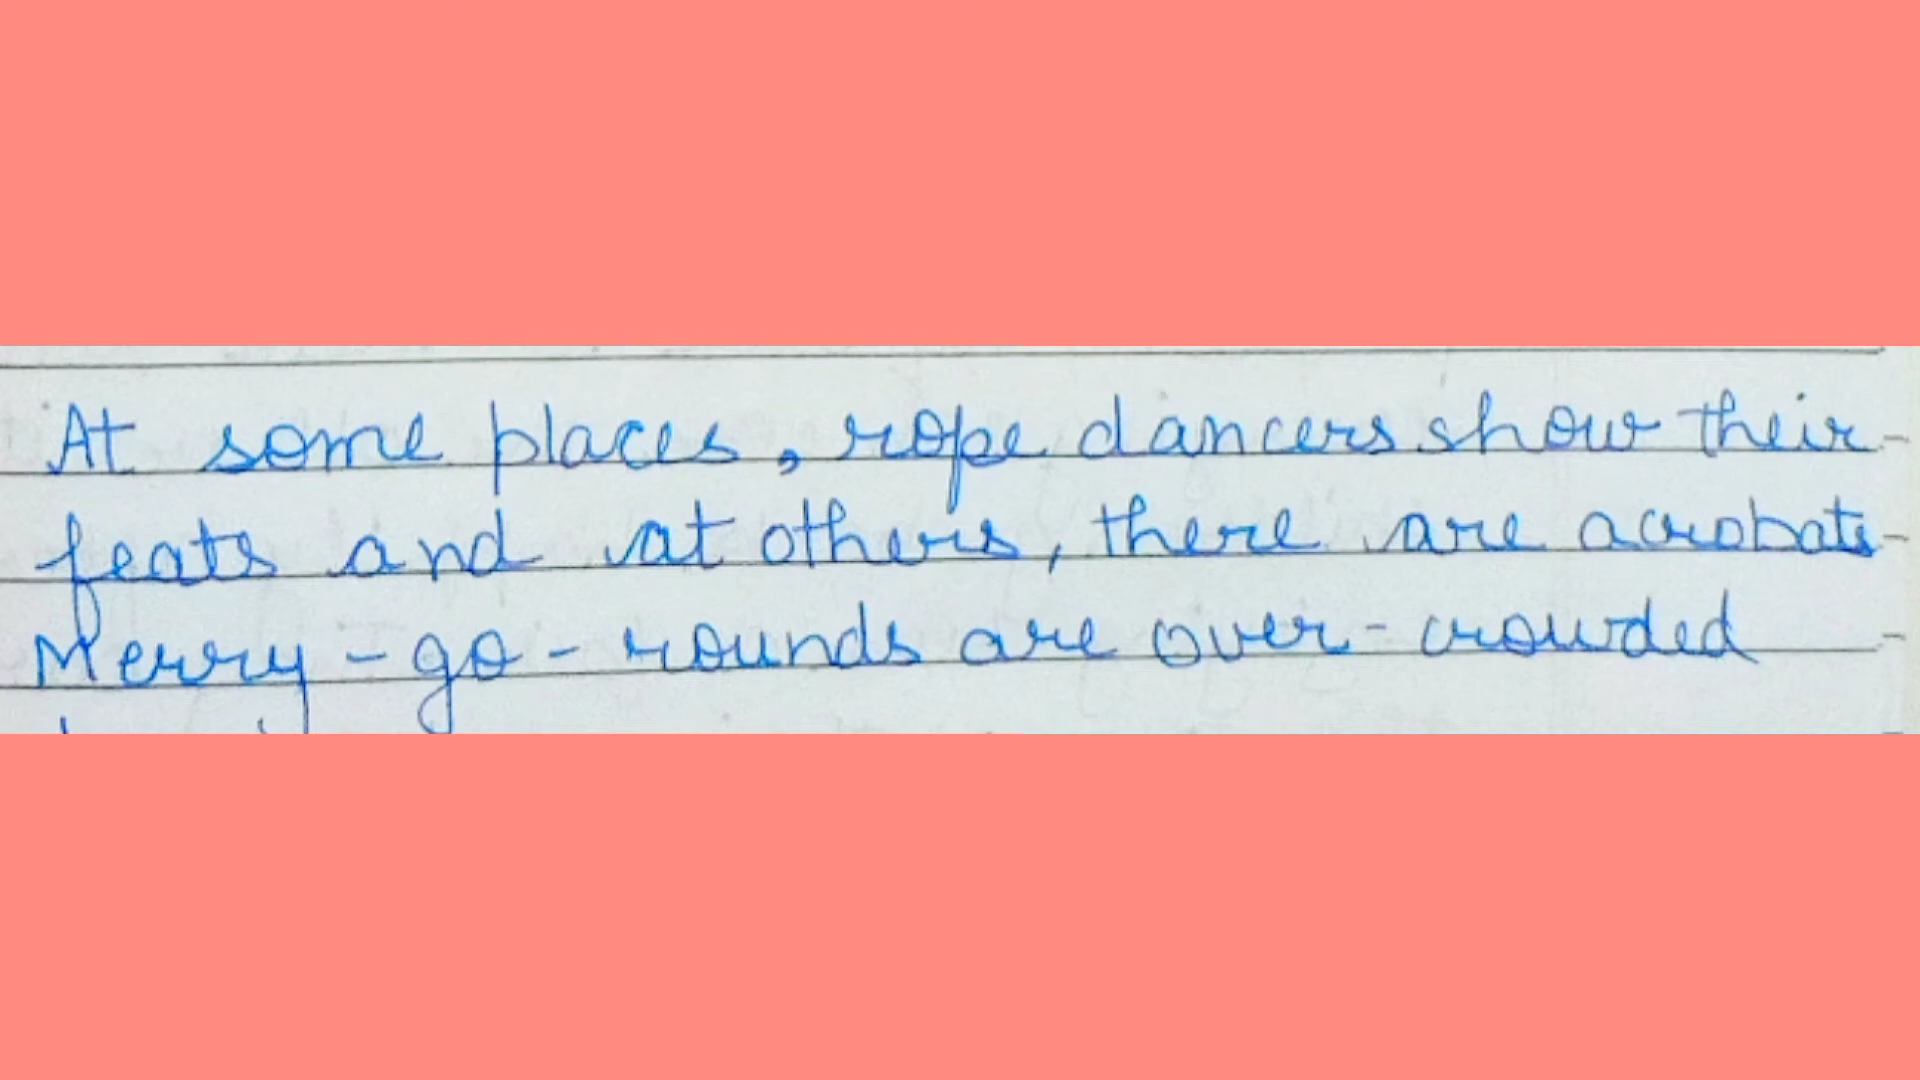 At some places, rope dancers show their
feats and at others, there are acrobats
Merry-go-rounds are over-crowded